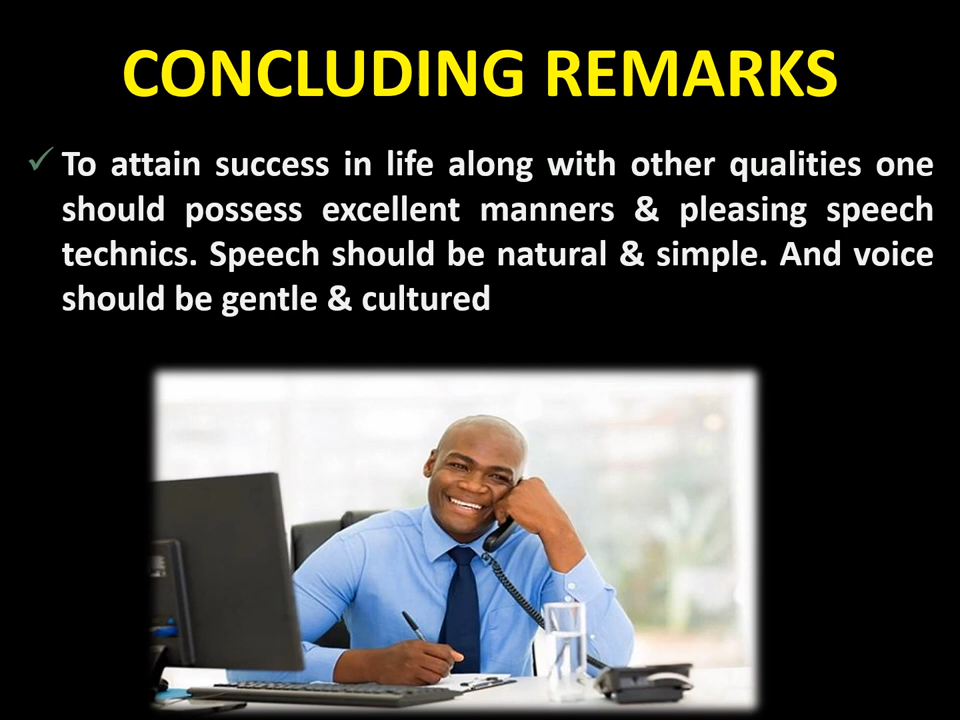 CONCLUDING REMARKS
✓ To attain success in life along with other qualities one
should possess excellent manners & pleasing speech
technics. Speech should be natural & simple. And voice
should be gentle & cultured